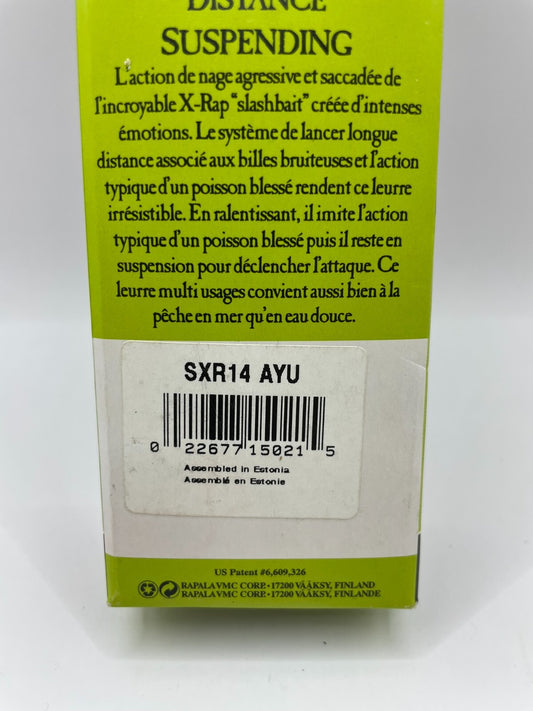 DISTANCE
SUSPENDING
L'action de nage agressive et saccadée de
l'incroyable X-Rap "slashbait" créée d'intenses
émotions. Le système de lancer longue
distance associé aux billes bruiteuses et l'action
typique d'un poisson blessé rendent ce leurre
irrésistible. En ralentissant, il imite l'action
typique d'un poisson blessé puis il reste en
suspension pour déclencher l'attaque. Ce
leurre multi usages convient aussi bien à la
pêche en mer qu'en eau douce.
SXR14 AYU
0 22677 15021 5
Assembled in Estonia
Assemblé en Estonie
US Patent #6,609,326
RAPALA VMC CORP. • 17200 VÄÄKSY, FINLAND
RAPALA VMC CORP. • 17200 VÄÄKSY, FINLANDE